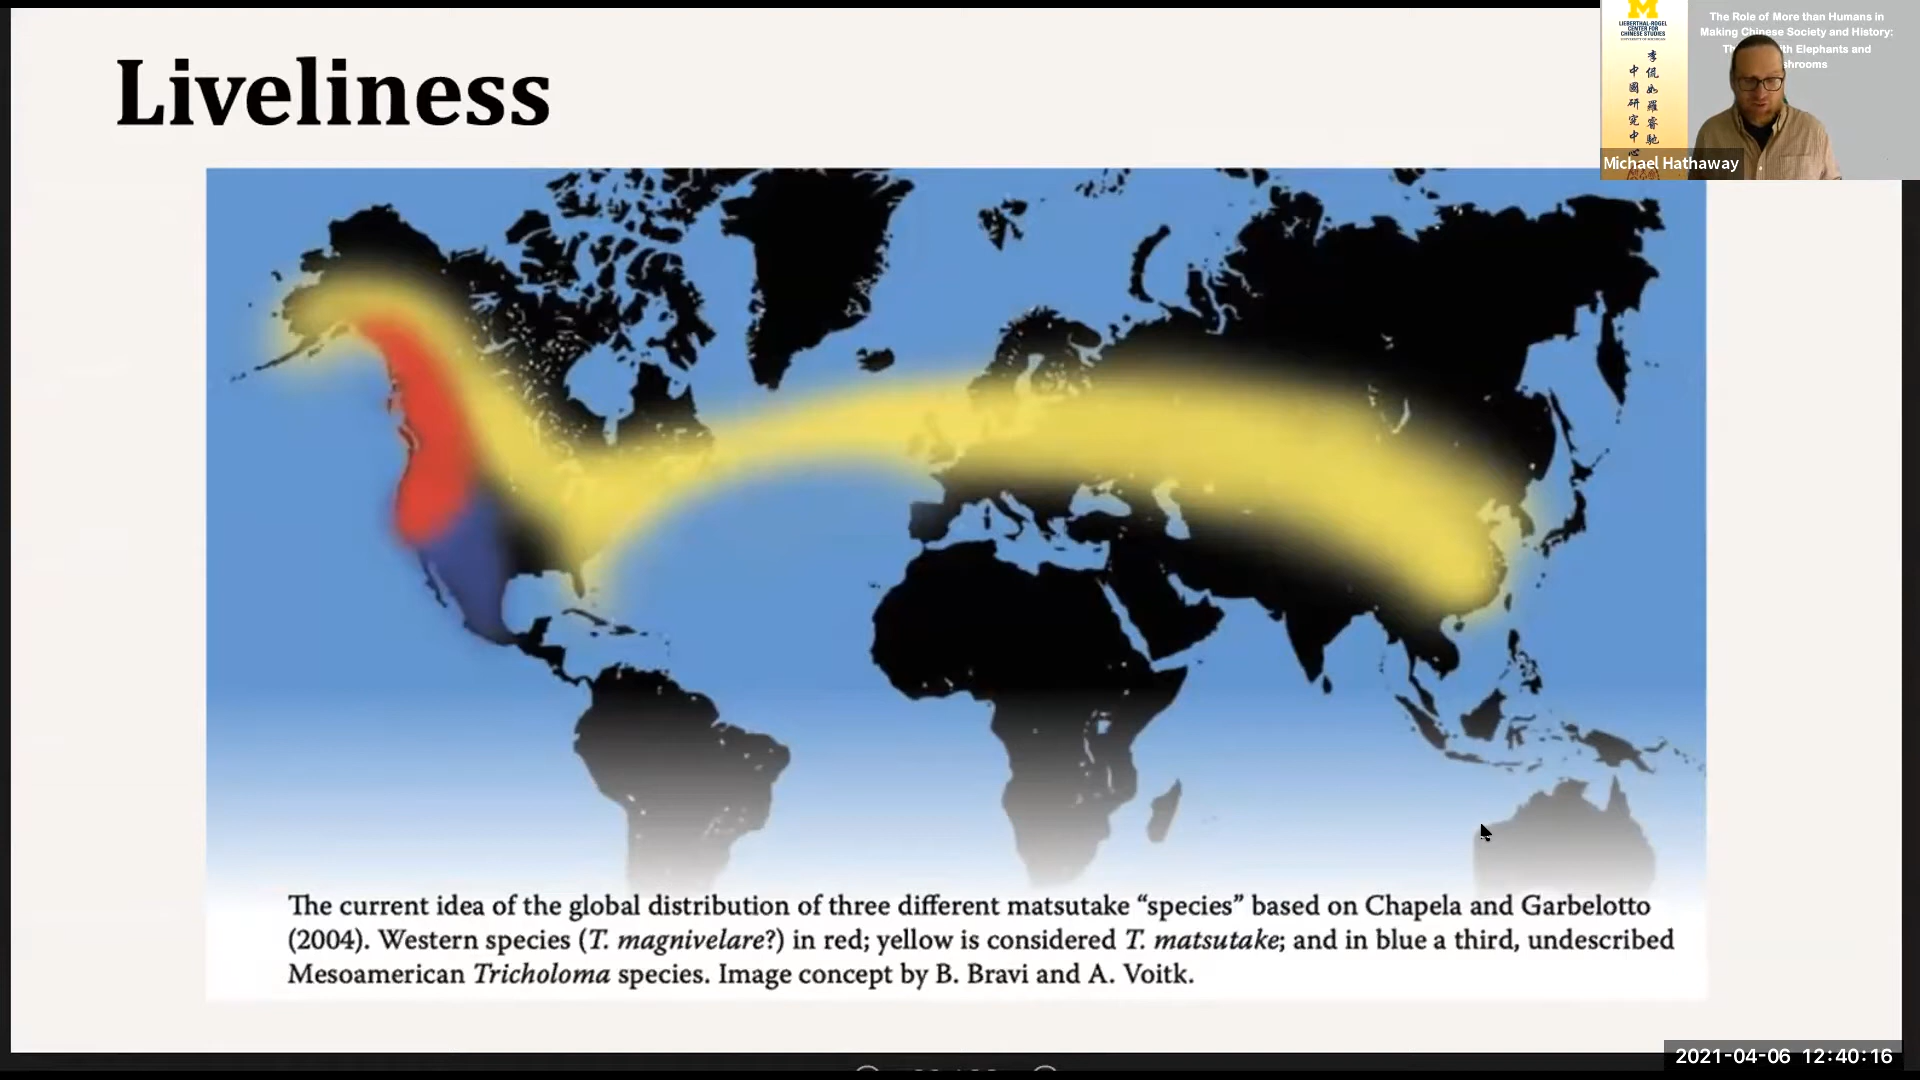 Liveliness
LIEBERTHAL-ROGEL
CENTER FOR
CHINESE STUDIES
The Role of More than Humans in
Making Chinese Society and History:
with Elephants and
李侃如羅睿馳
中國研究中心
Michael Hathaway
The current idea of the global distribution of three different matsutake “species” based on Chapela and Garbelotto
(2004). Western species (T. magnivelare?) in red; yellow is considered T. matsutake; and in blue a third, undescribed
Mesoamerican Tricholoma species. Image concept by B. Bravi and A. Voitk.
2021-04-06 12:40:16